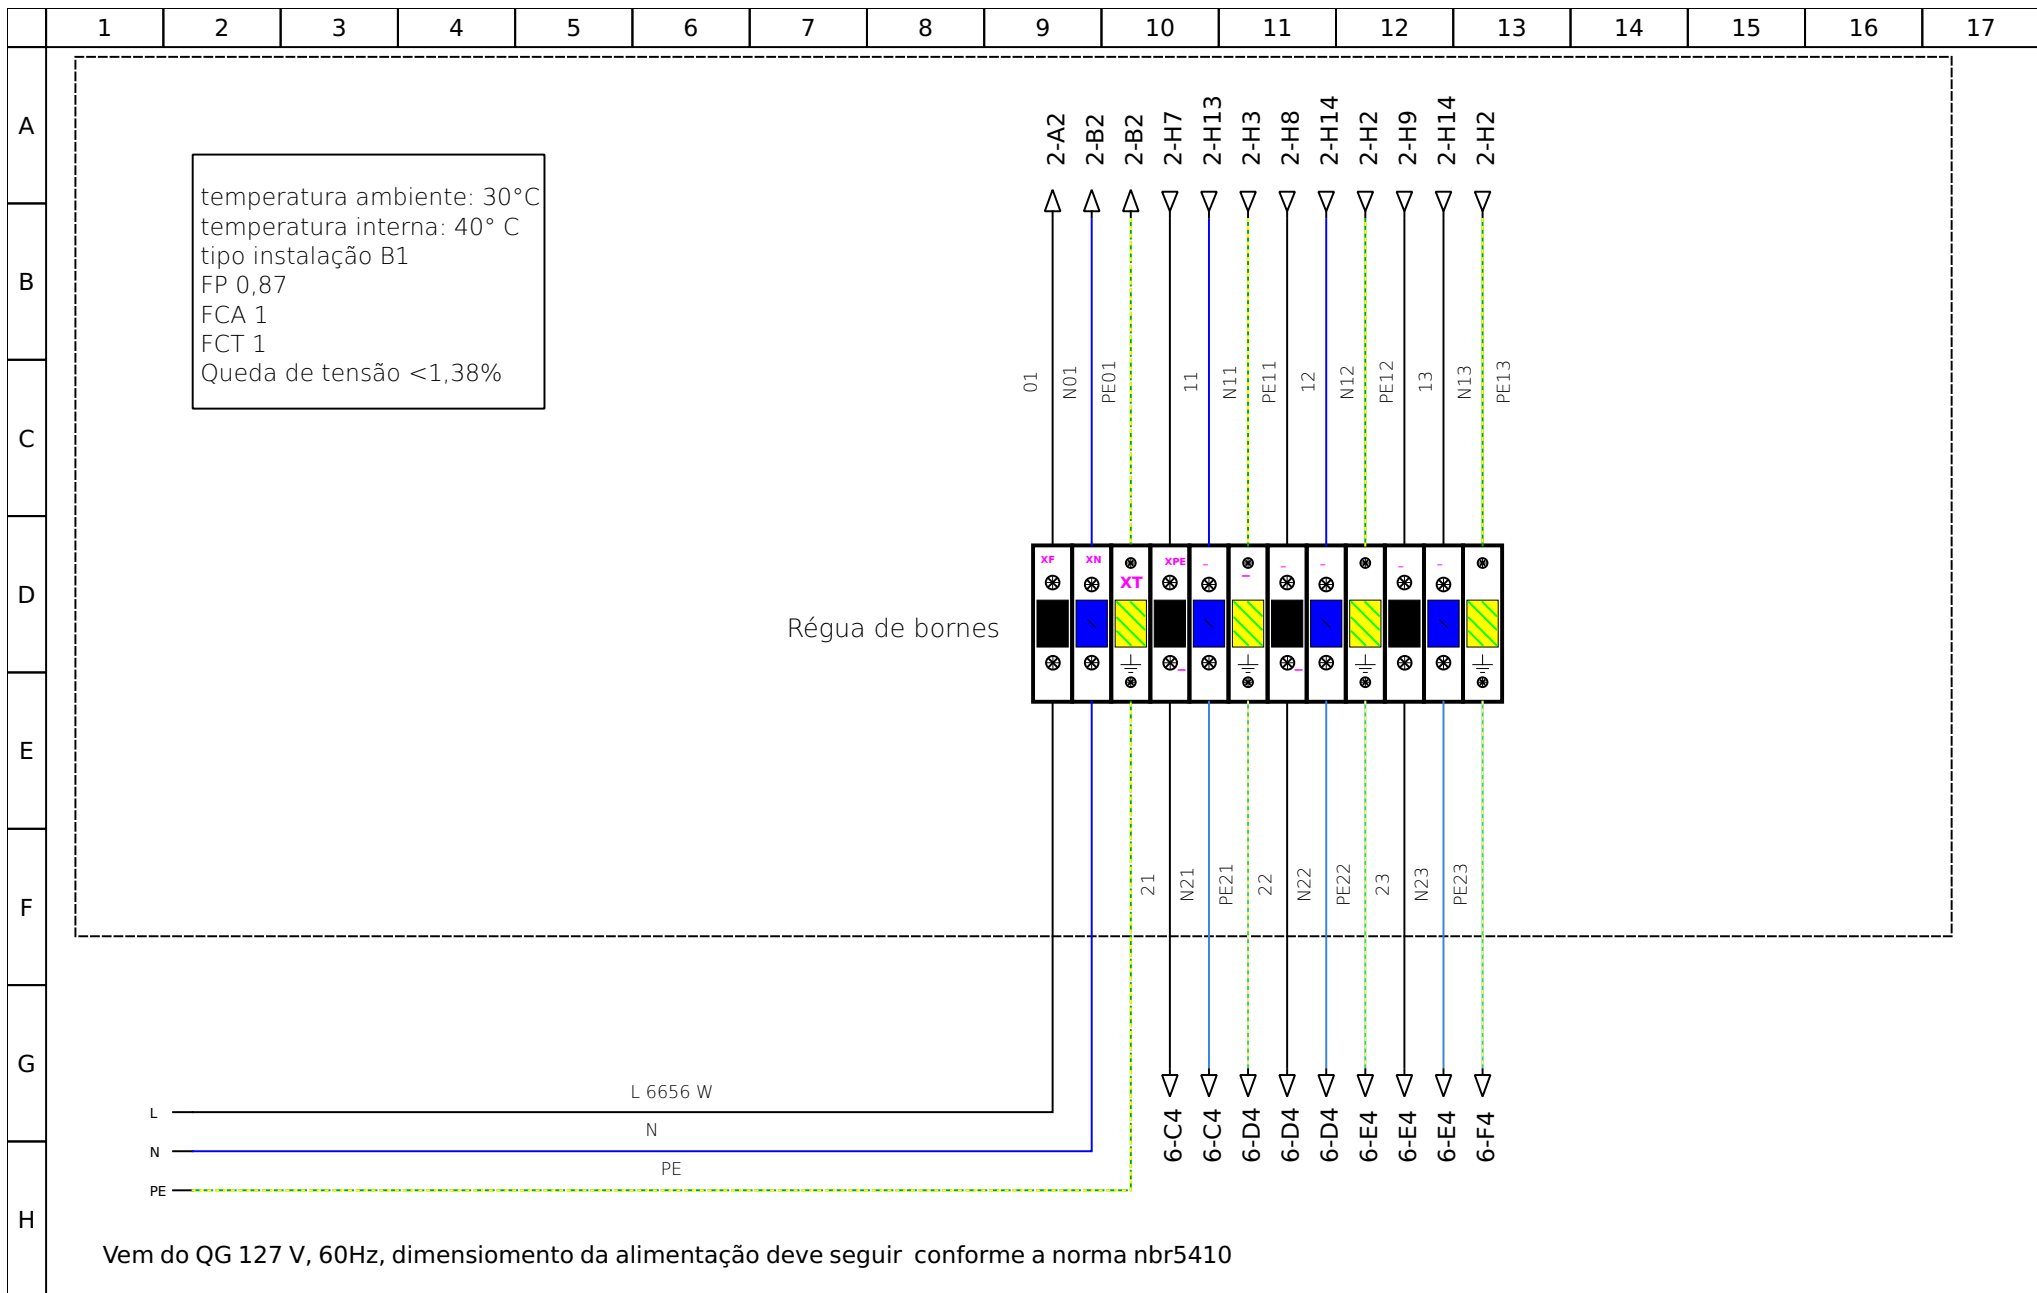 1 2 3 4 5 6 7 8 9 10 11 12 13 14 15 16 17
A
2-A2 2-B2 2-B2 2-H7 2-H13 2-H3 2-H8 2-H14 2-H2 2-H9 2-H14 2-H2
temperatura ambiente: 30°C
temperatura interna: 40° C
tipo instalação B1
B
FP 0,87
FCA 1
FCT 1
Queda de tensão <1,38%
01 N01 PE01 11 N11 PE11 12 N12 PE12 13 N13 PE13
C
XF XN XT XPE
D
Régua de bornes
E
21 N21 PE21 22 N22 PE22 23 N23 PE23
F
G
L 6656 W
L
N
N
PE
PE
6-C4 6-C4 6-D4 6-D4 6-D4 6-E4 6-E4 6-E4 6-F4
H
Vem do QG 127 V, 60Hz, dimensiomento da alimentação deve seguir  conforme a norma nbr5410